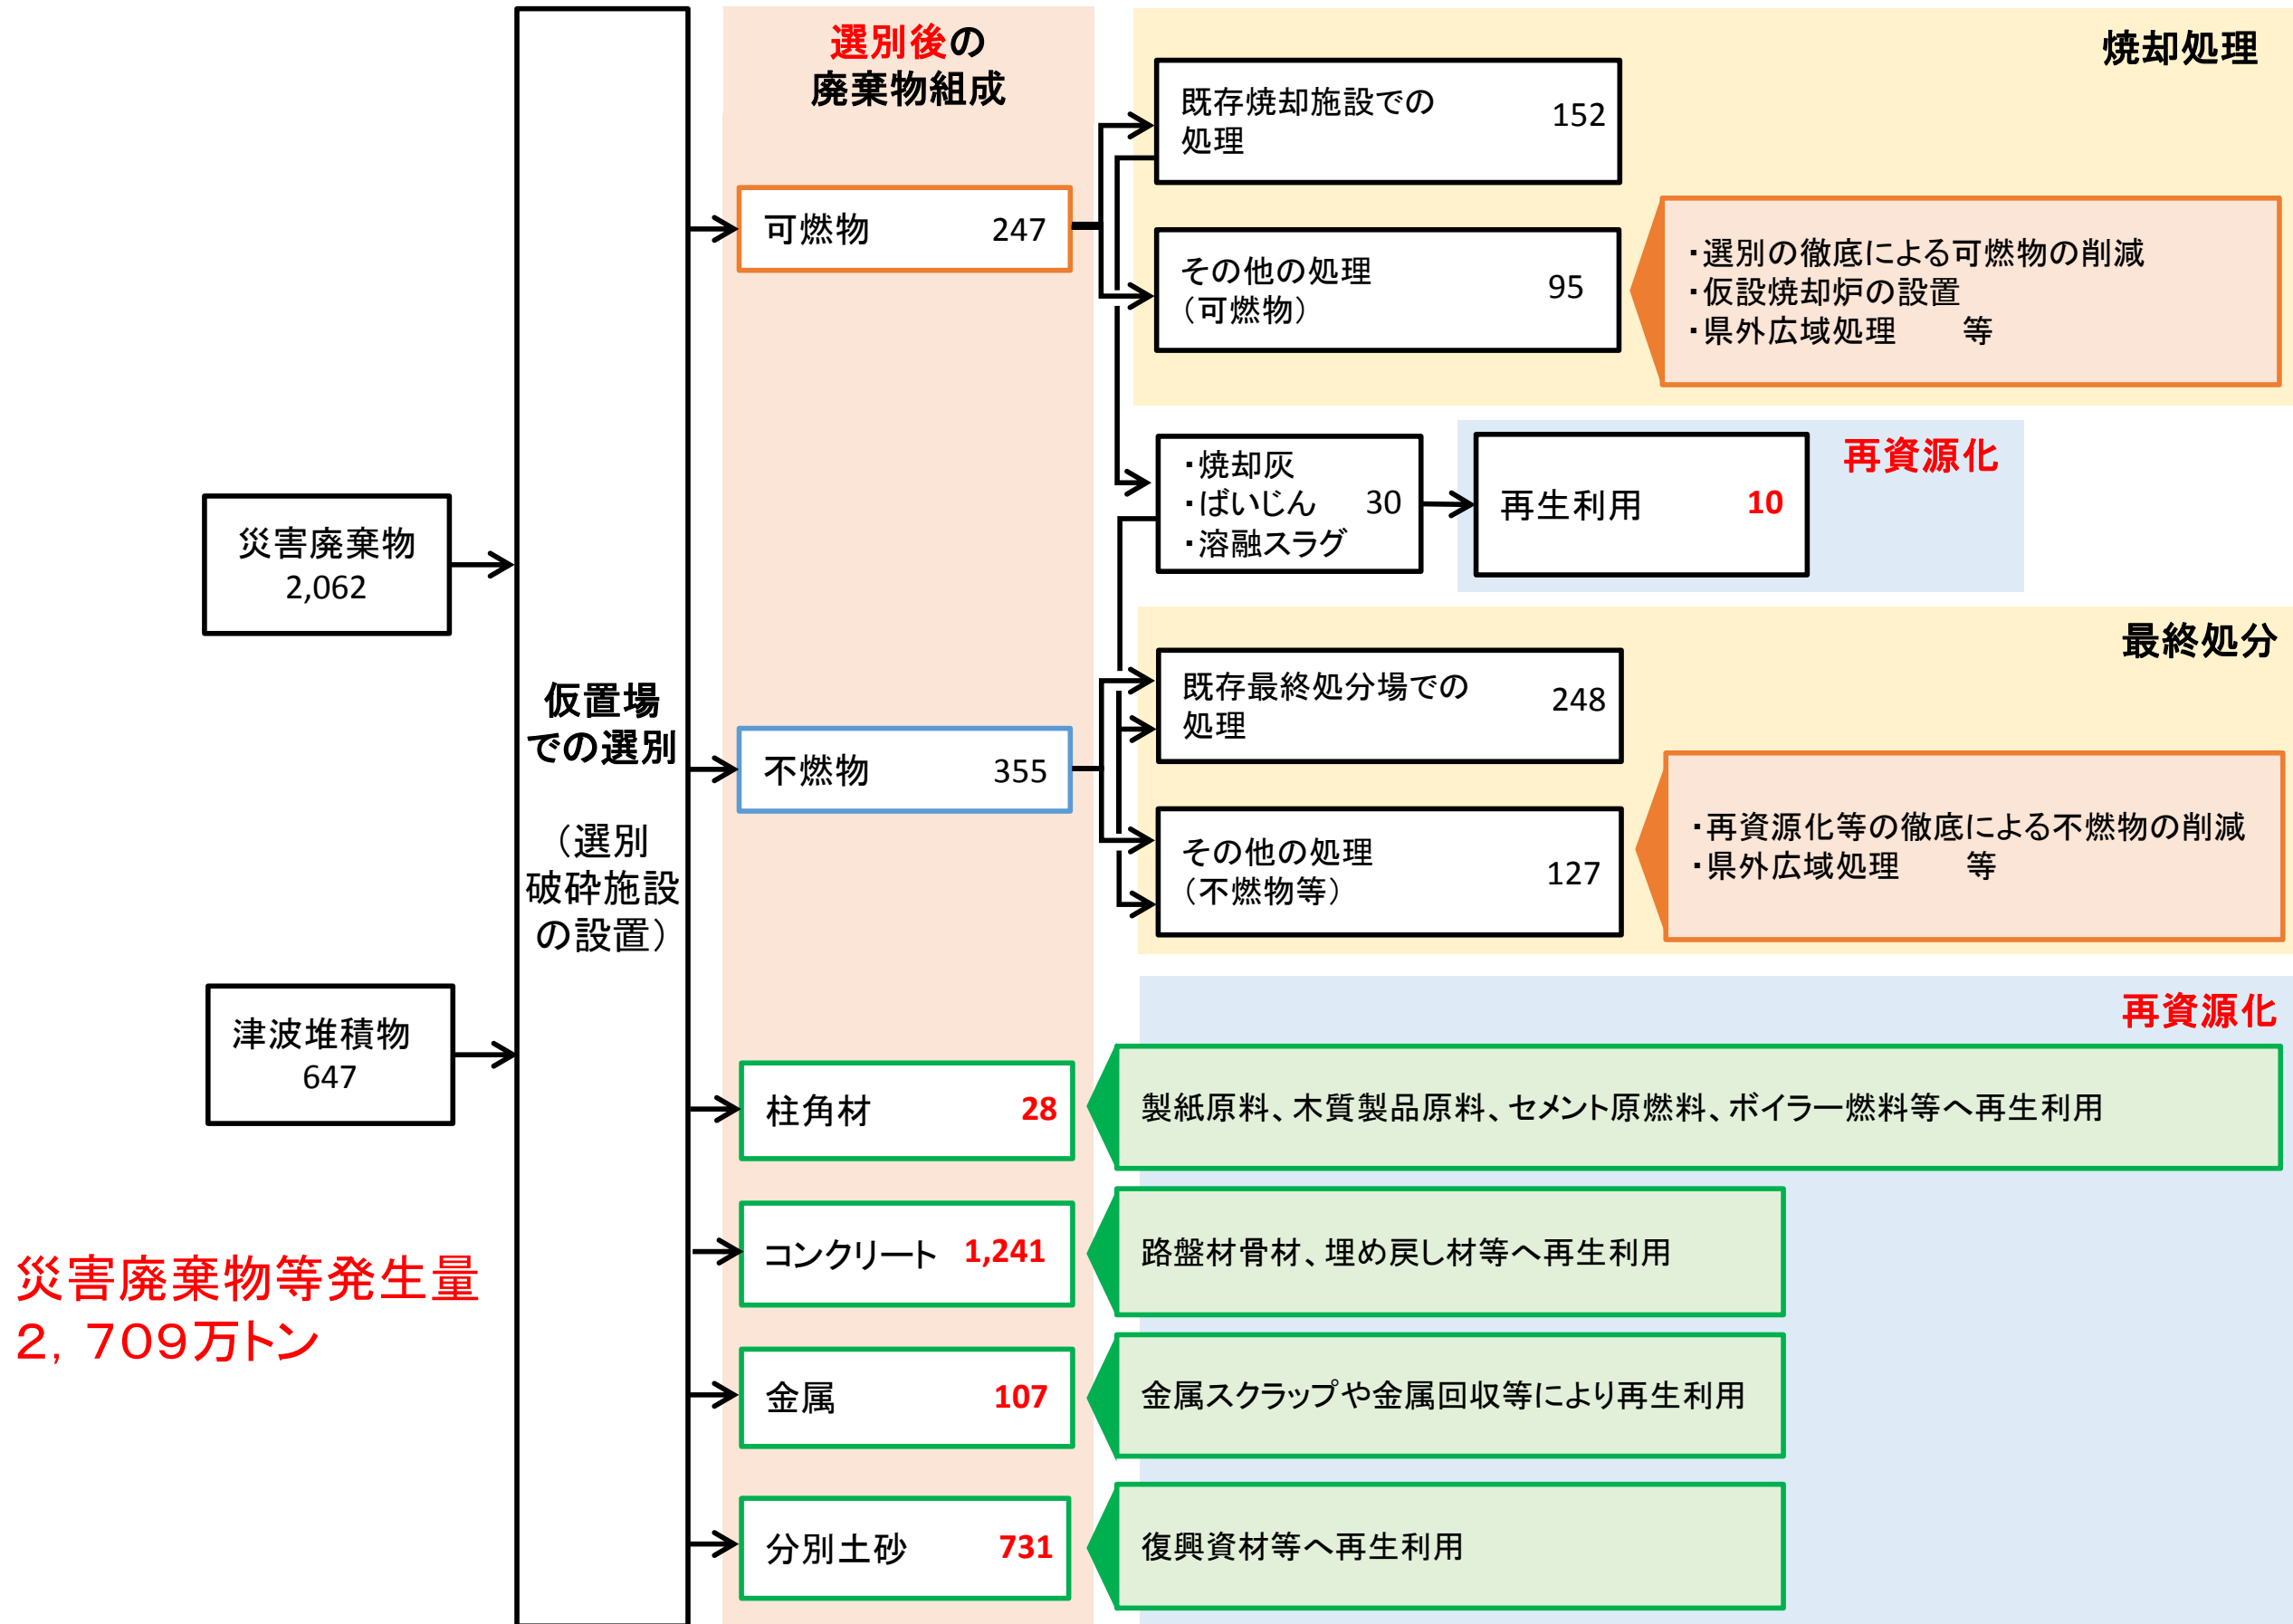 災害廃棄物
2,062
津波堆積物
647
災害廃棄物等発生量
２，７０９万トン
仮置場
での選別
（選別
破砕施設
の設置）
選別後の
廃棄物組成
可燃物 247
不燃物 355
柱角材 28
コンクリート 1,241
金属 107
分別土砂 731
焼却処理
既存焼却施設での 152
処理
その他の処理 95
（可燃物）
・選別の徹底による可燃物の削減
・仮設焼却炉の設置
・県外広域処理　　等
・焼却灰
・ばいじん 30
・溶融スラグ
再資源化
再生利用 10
最終処分
既存最終処分場での 248
処理
その他の処理 127
（不燃物等）
・再資源化等の徹底による不燃物の削減
・県外広域処理　　等
再資源化
製紙原料、木質製品原料、セメント原燃料、ボイラー燃料等へ再生利用
路盤材骨材、埋め戻し材等へ再生利用
金属スクラップや金属回収等により再生利用
復興資材等へ再生利用